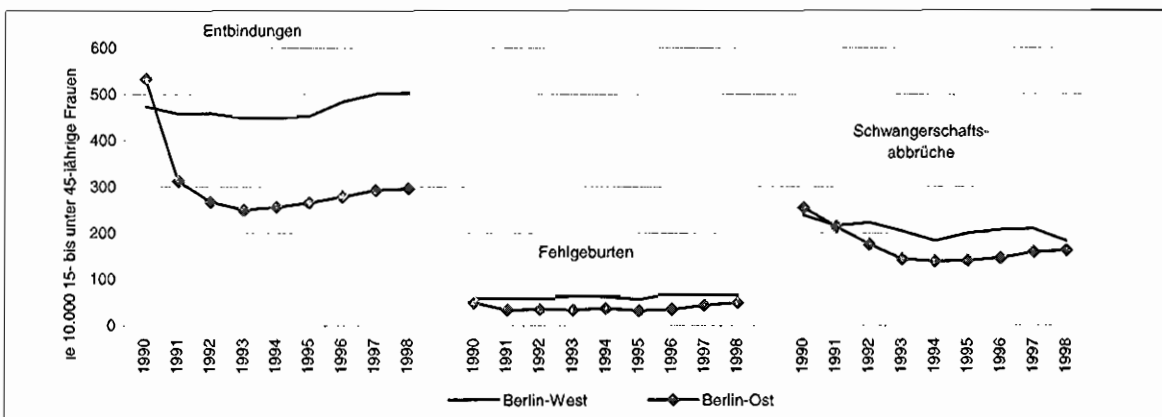 Entbindungen
600
500
400
300
200
100
0
je 10.000 15- bis unter 45-jährige Frauen
Fehlgeburten
Schwangerschafts-
abbrüche
1990 1991 1992 1993 1994 1995 1996 1997 1998
1990 1991 1992 1993 1994 1995 1996 1997 1998
1990 1991 1992 1993 1994 1995 1996 1997 1998
Berlin-West Berlin-Ost